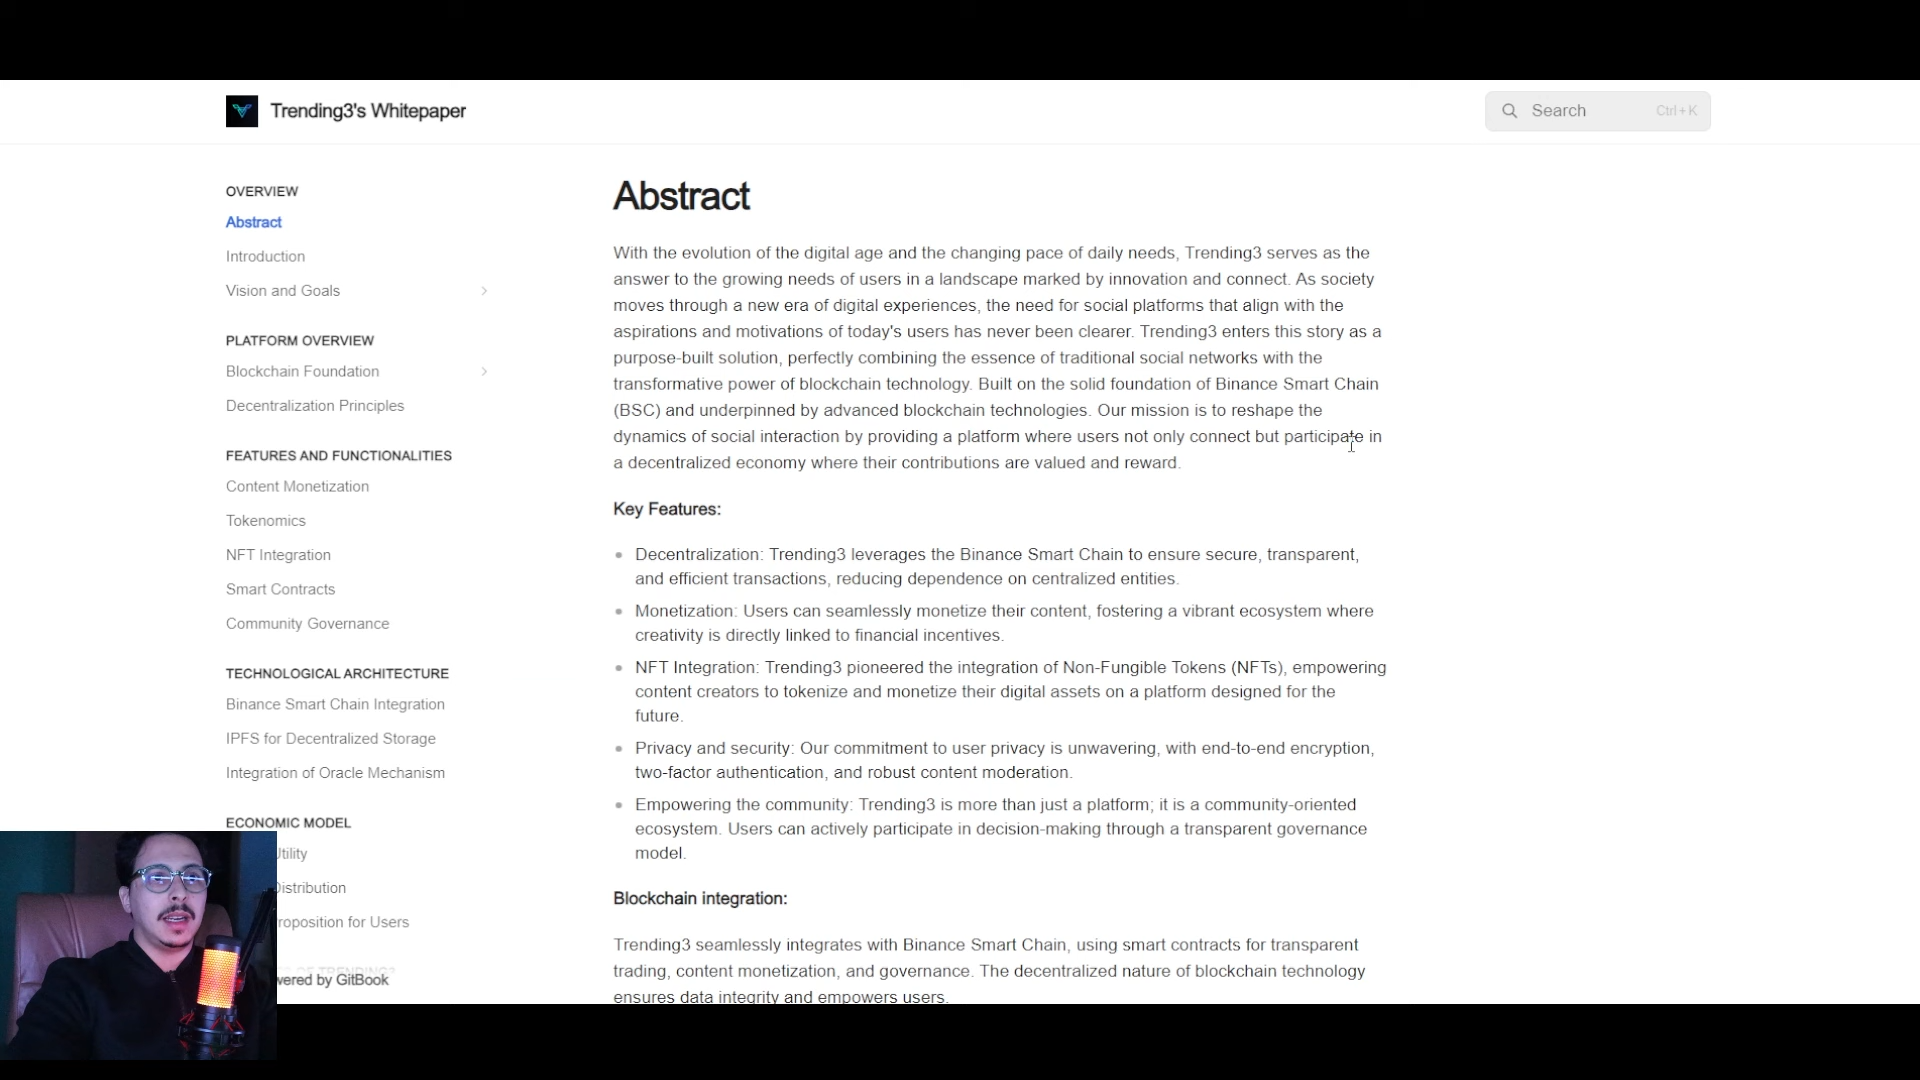 Trending3's Whitepaper
Search
Ctrl+K
OVERVIEW
Abstract
Introduction
Vision and Goals
PLATFORM OVERVIEW
Blockchain Foundation
Decentralization Principles
FEATURES AND FUNCTIONALITIES
Content Monetization
Tokenomics
NFT Integration
Smart Contracts
Community Governance
TECHNOLOGICAL ARCHITECTURE
Binance Smart Chain Integration
IPFS for Decentralized Storage
Integration of Oracle Mechanism
ECONOMIC MODEL
Utility
Distribution
roposition for Users
OF TRENDING3
wered by GitBook
Abstract
With the evolution of the digital age and the changing pace of daily needs, Trending3 serves as the
answer to the growing needs of users in a landscape marked by innovation and connect. As society
moves through a new era of digital experiences, the need for social platforms that align with the
aspirations and motivations of today's users has never been clearer. Trending3 enters this story as a
purpose-built solution, perfectly combining the essence of traditional social networks with the
transformative power of blockchain technology. Built on the solid foundation of Binance Smart Chain
(BSC) and underpinned by advanced blockchain technologies. Our mission is to reshape the
dynamics of social interaction by providing a platform where users not only connect but participate in
a decentralized economy where their contributions are valued and reward.
Key Features:
Decentralization: Trending3 leverages the Binance Smart Chain to ensure secure, transparent,
and efficient transactions, reducing dependence on centralized entities.
Monetization: Users can seamlessly monetize their content, fostering a vibrant ecosystem where
creativity is directly linked to financial incentives.
NFT Integration: Trending3 pioneered the integration of Non-Fungible Tokens (NFTs), empowering
content creators to tokenize and monetize their digital assets on a platform designed for the
future.
Privacy and security: Our commitment to user privacy is unwavering, with end-to-end encryption,
two-factor authentication, and robust content moderation.
Empowering the community: Trending3 is more than just a platform; it is a community-oriented
ecosystem. Users can actively participate in decision-making through a transparent governance
model.
Blockchain integration:
Trending3 seamlessly integrates with Binance Smart Chain, using smart contracts for transparent
trading, content monetization, and governance. The decentralized nature of blockchain technology
ensures data integrity and empowers users.